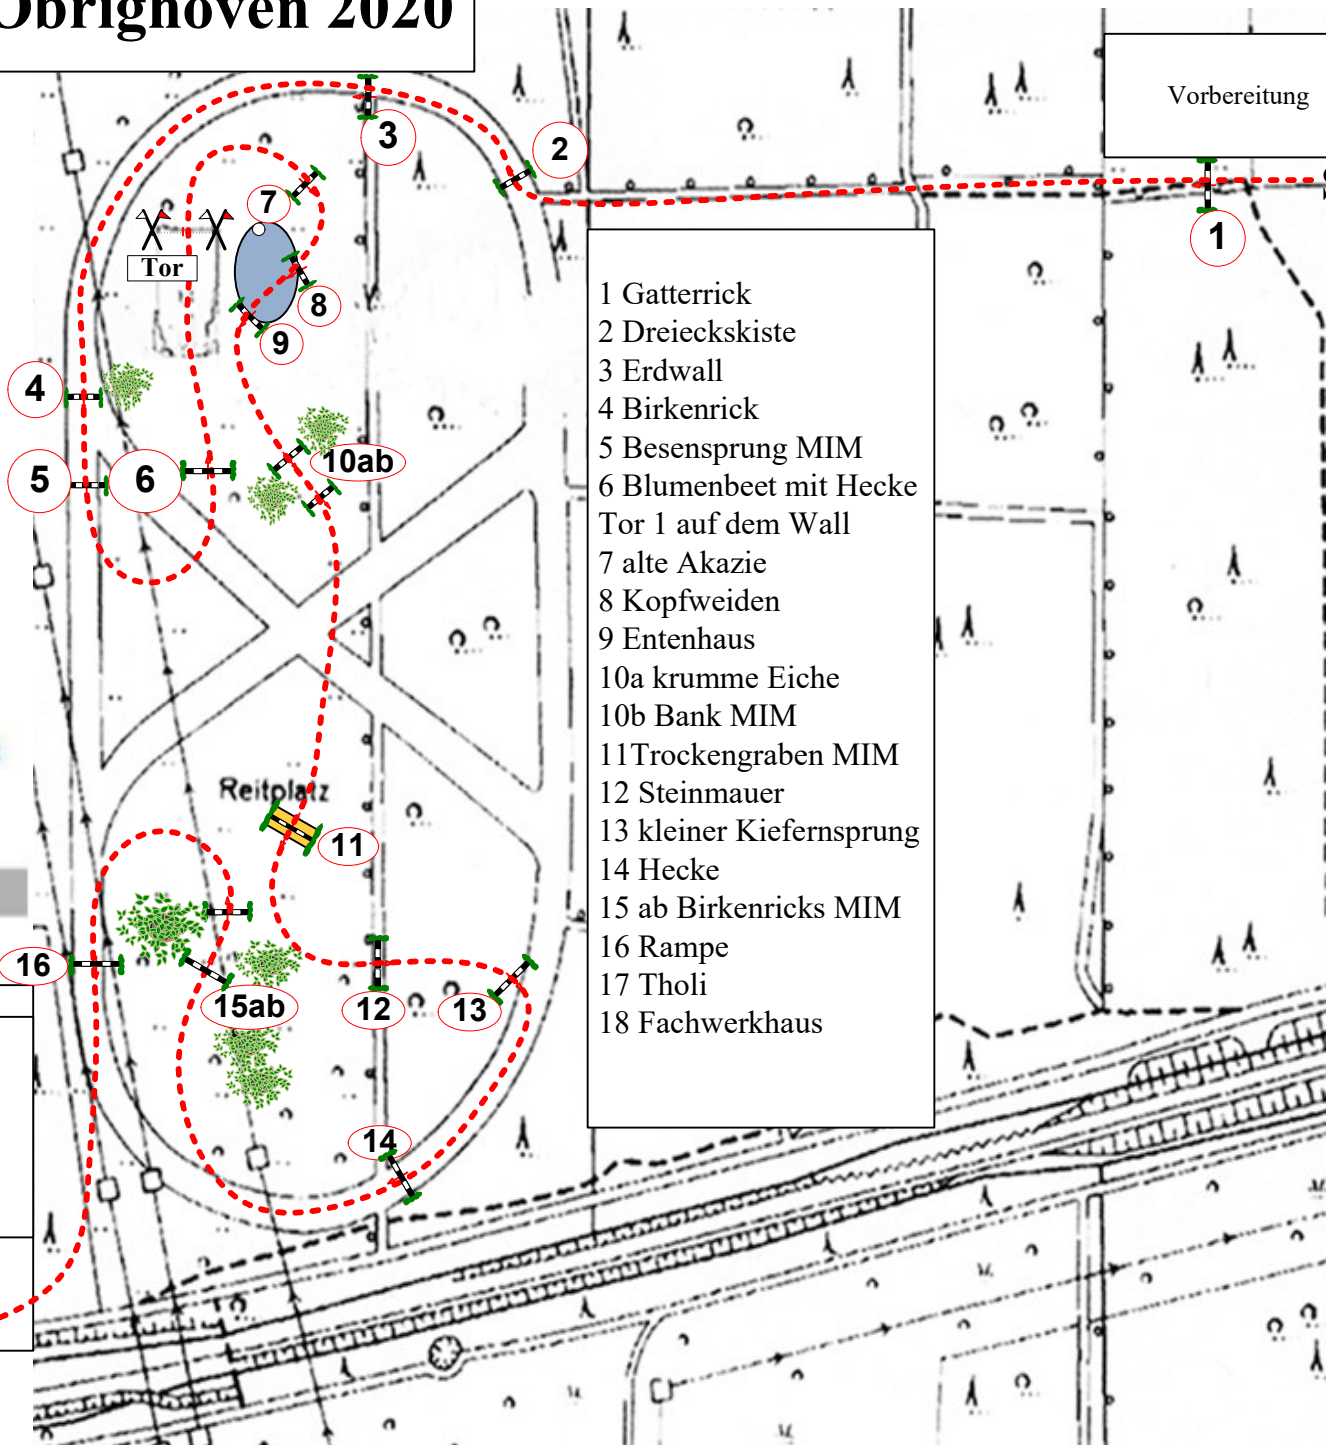 Obrighoven 2020
Vorbereitung
3
2
1
7
Tor
8
9
4
5
6
10ab
1 Gatterrick
2 Dreieckskiste
3 Erdwall
4 Birkenrick
5 Besensprung MIM
6 Blumenbeet mit Hecke
Tor 1 auf dem Wall
7 alte Akazie
8 Kopfweiden
9 Entenhaus
10a krumme Eiche
10b Bank MIM
11Trockengraben MIM
12 Steinmauer
13 kleiner Kiefernsprung
14 Hecke
15 ab Birkenricks MIM
16 Rampe
17 Tholi
18 Fachwerkhaus
Reitplatz
11
16
15ab
12
13
14